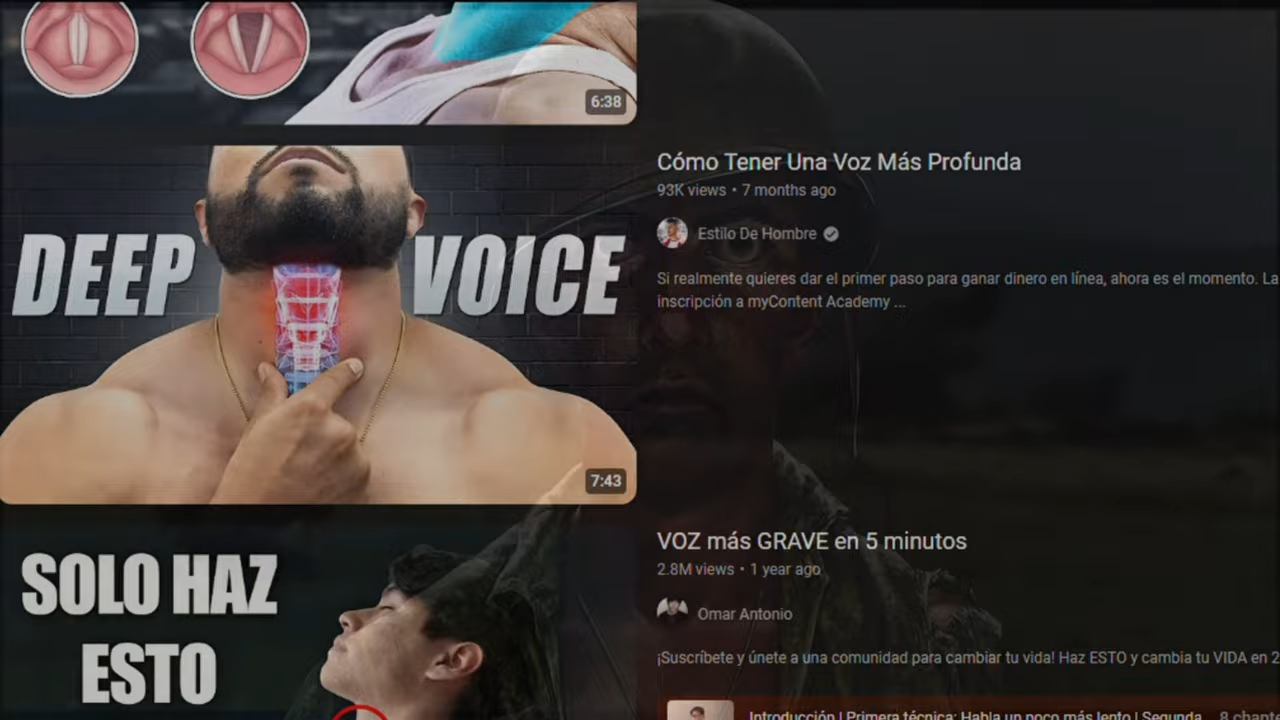 6:38
DEEP VOICE
7:43
Cómo Tener Una Voz Más Profunda
93K views • 7 months ago
Estilo De Hombre
Si realmente quieres dar el primer paso para ganar dinero en línea, ahora es el momento. La
inscripción a myContent Academy ...
SOLO HAZ
ESTO
VOZ más GRAVE en 5 minutos
2.8M views • 1 year ago
Omar Antonio
¡Suscríbete y únete a una comunidad para cambiar tu vida! Haz ESTO y cambia tu VIDA en 2
Introducción | Primera técnica: Habla un poco más lento | Segunda